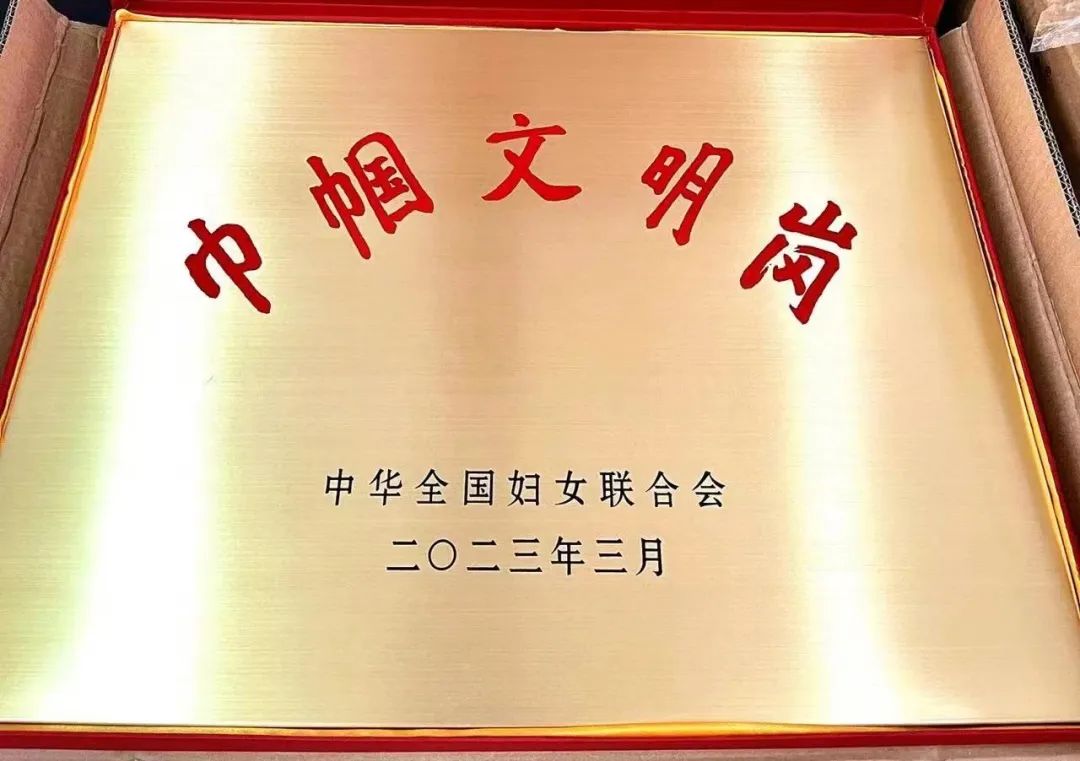 巾帼文明岗
中华全国妇女联合会
二〇二三年三月